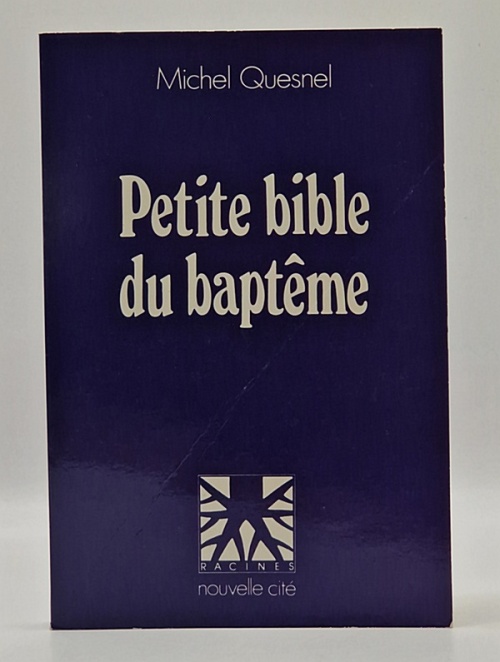 Michel Quesnel
Petite bible
du baptême
RACINES
nouvelle cité